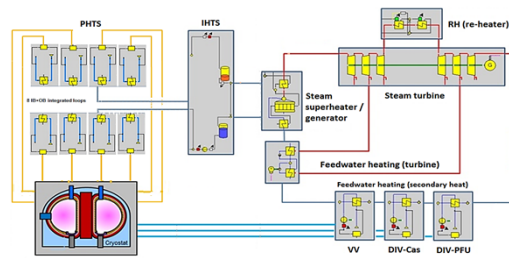 PHTS
IHTS
RH (re-heater)
8 IB+OB integrated loops
Steam turbine
G
Steam
superheater /
generator
Feedwater heating (turbine)
Feedwater heating (secondary heat)
Cryostat
VV
DIV-Cas
DIV-PFU